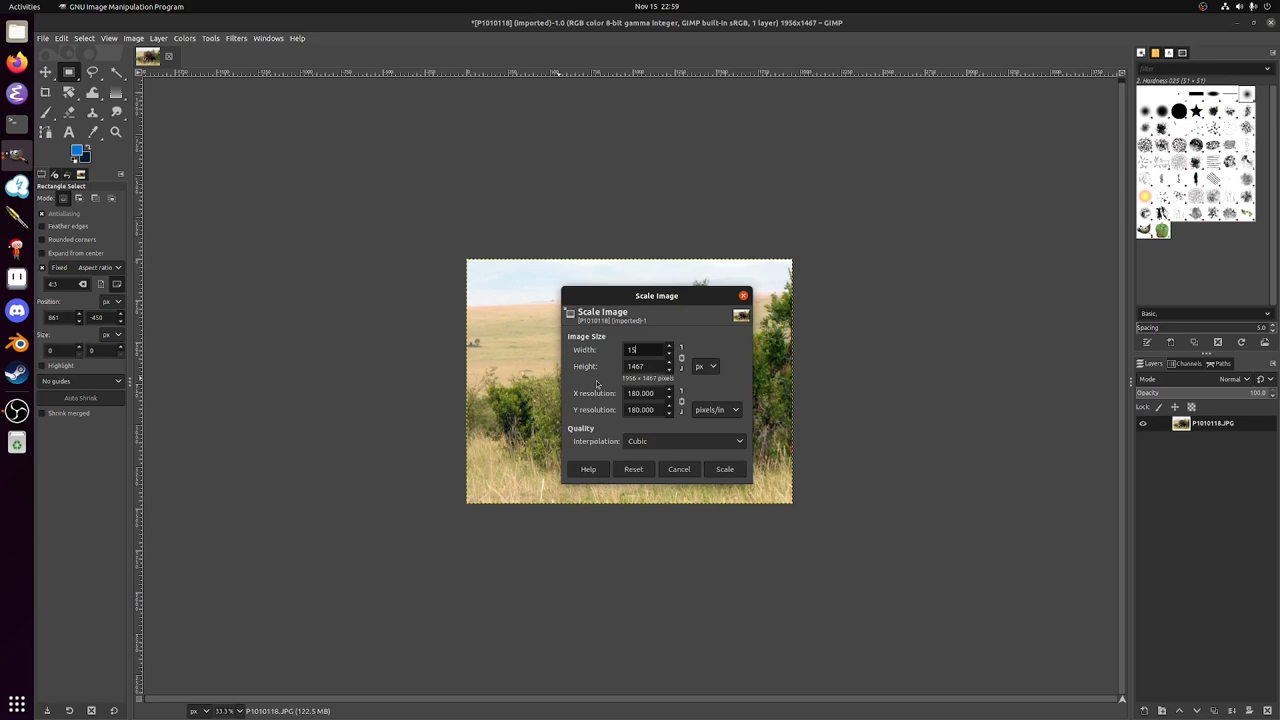 Activities
GNU Image Manipulation Program
Nov 15 22:59
*[P1010118] (imported)-1.0 (RGB color 8-bit gamma integer, GIMP built-in sRGB, 1 layer) 1956x1467 – GIMP
File Edit Select View Image Layer Colors Tools Filters Windows Help
Filter
2. Hardness 025 (51 × 51)
Rectangle Select
Mode:
Antialiasing
Feather edges
Rounded corners
Expand from center
Fixed Aspect ratio
4:3
Position: px
861 -450
Size: px
0 0
Highlight
No guides
Auto Shrink
Shrink merged
Scale Image
Scale Image
[P1010118] (imported)-1
Image Size
Width: 15
Height: 1467 px
1956 × 1467 pixels
X resolution: 180.000
Y resolution: 180.000 pixels/in
Quality
Interpolation: Cubic
Help Reset Cancel Scale
Basic,
Spacing 5.0
Layers Channels Paths
Mode Normal
Opacity 100.0
Lock:
P1010118.JPG
px 33.3 % P1010118.JPG (122.5 MB)